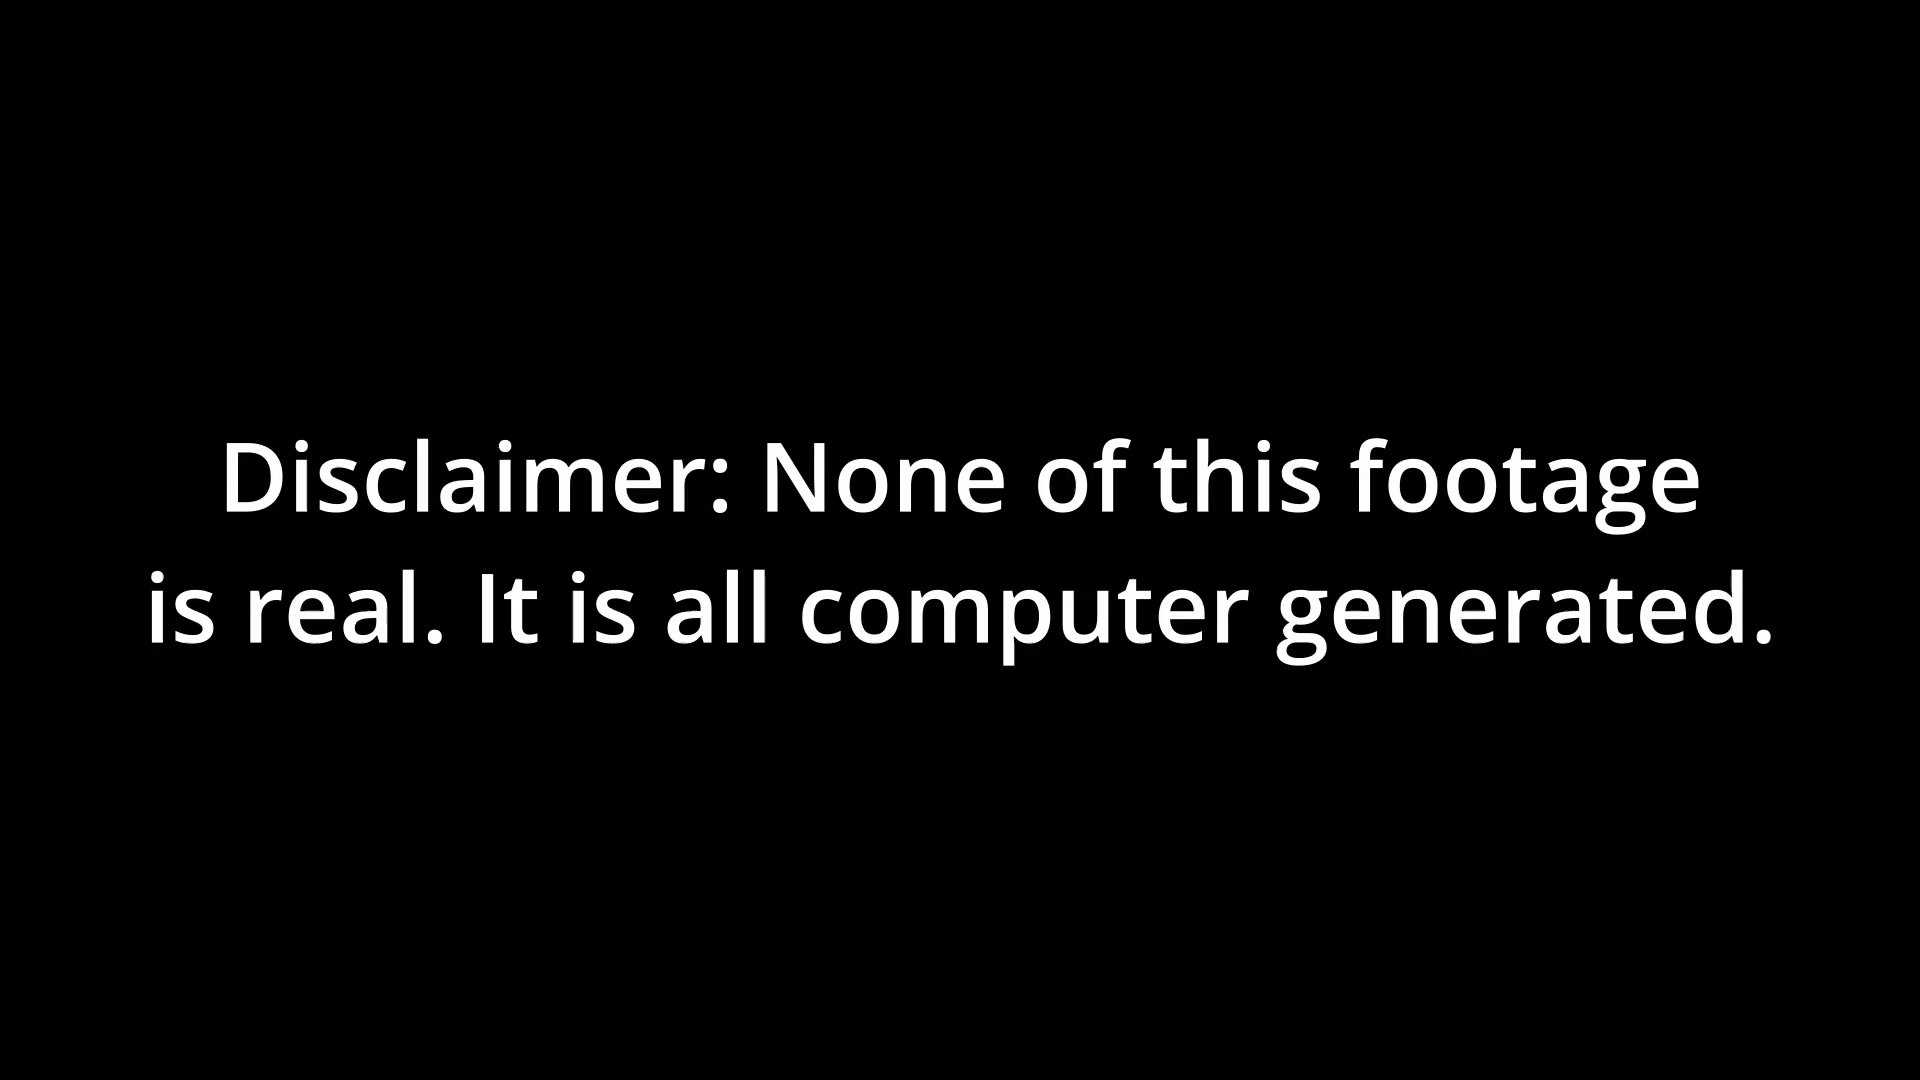 Disclaimer: None of this footage
is real. It is all computer generated.